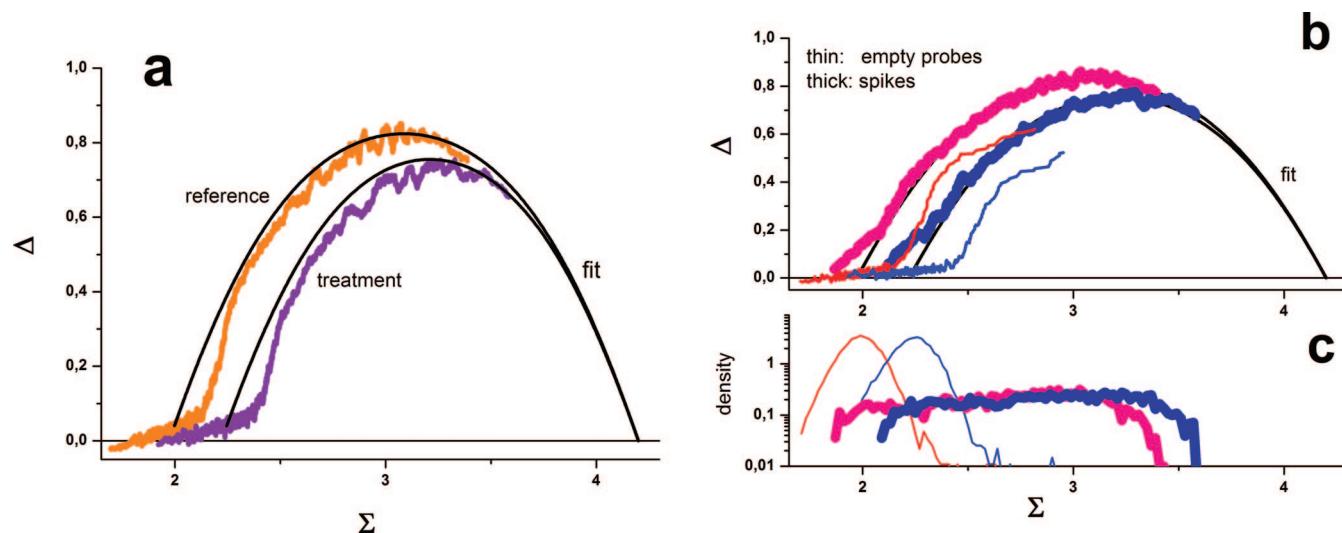 a
1,0
0,8
0,6
0,4
0,2
0,0
Δ
reference
treatment
fit
2
3
4
Σ
b
1,0
0,8
0,6
0,4
0,2
0,0
Δ
thin: empty probes
thick: spikes
fit
2
3
4
c
1
0,1
0,01
density
2
3
4
Σ